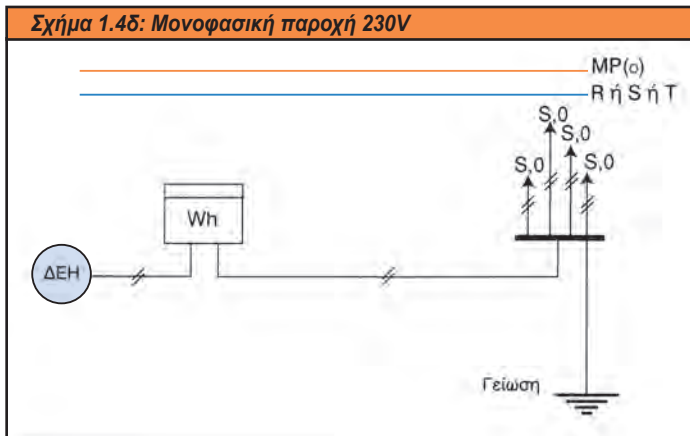 Σχήμα 1.4δ: Μονοφασική παροχή 230V
MP(o)
R ή S ή T
S,0
S,0
S,0
S,0
Wh
ΔΕΗ
Γείωση